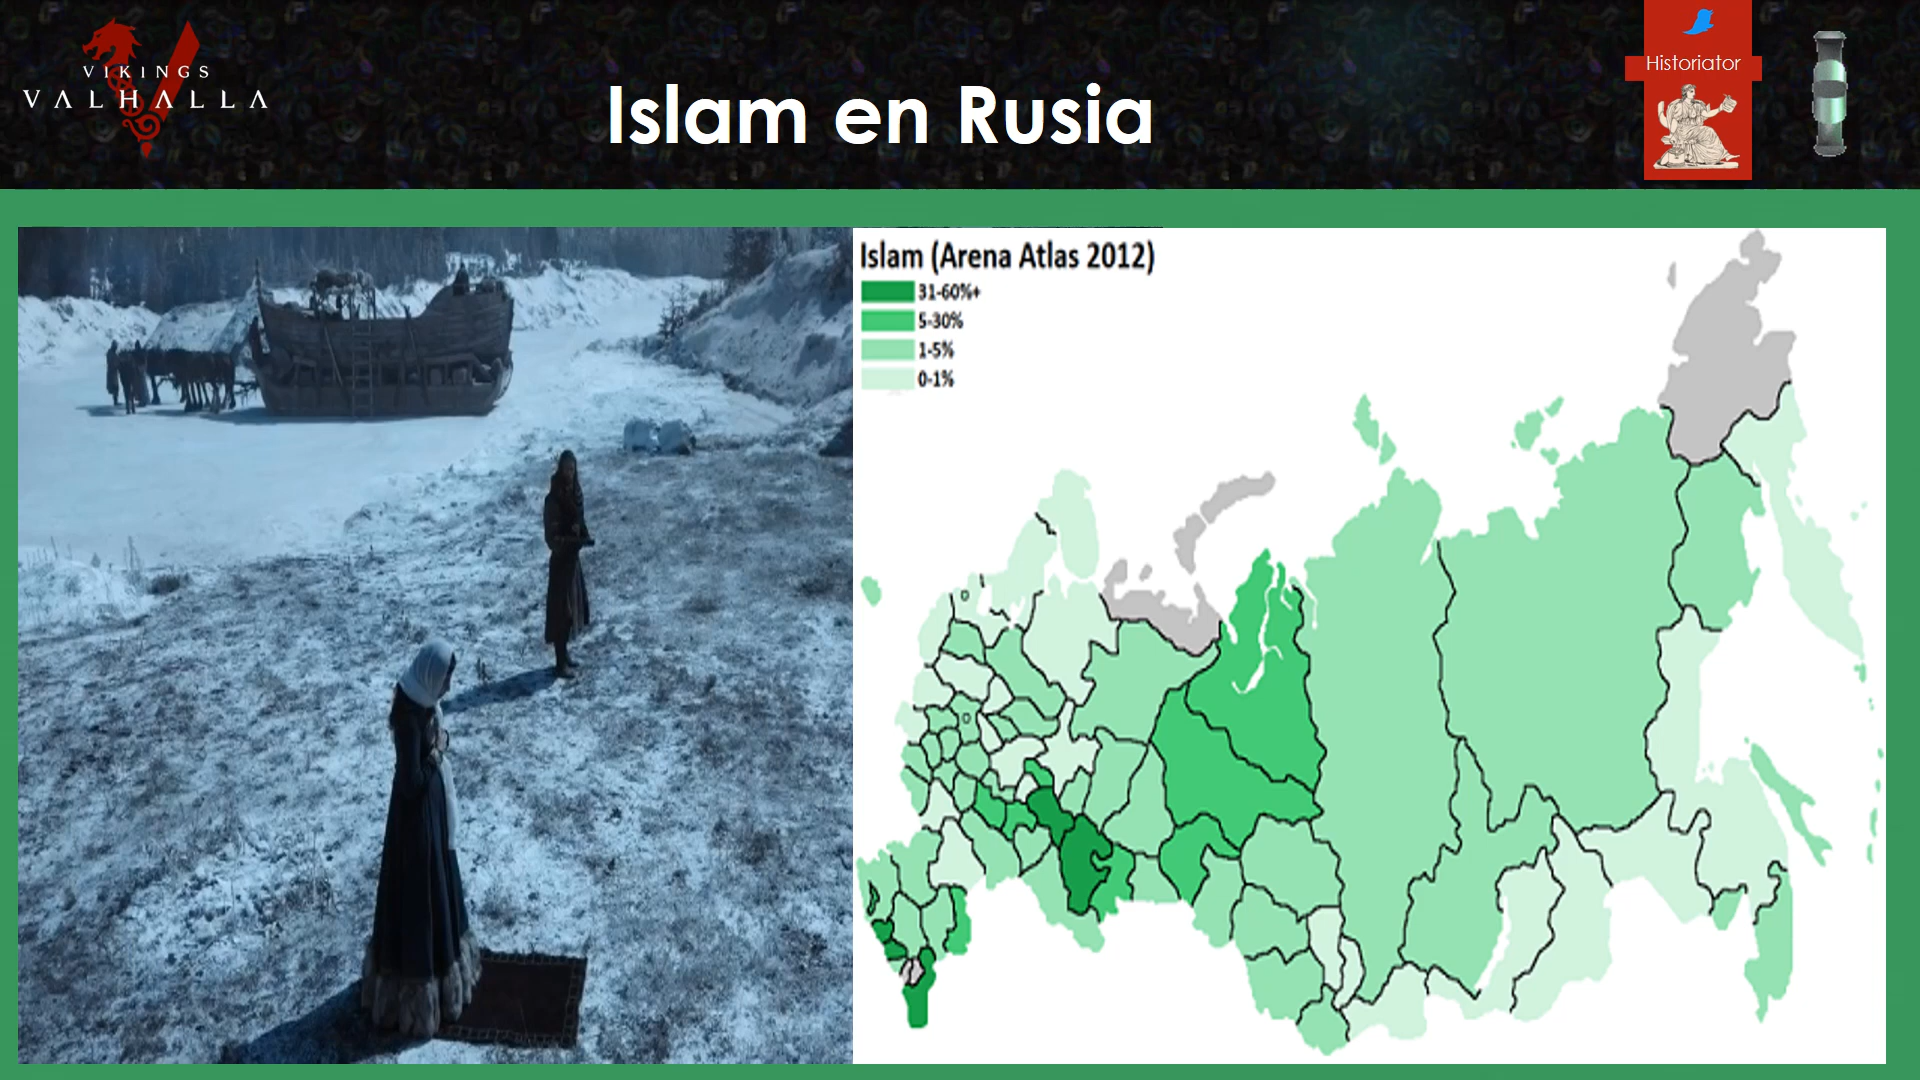 VIKINGS
VALHALLA
Islam en Rusia
Historiator
Islam (Arena Atlas 2012)
31-60%+
5-30%
1-5%
0-1%